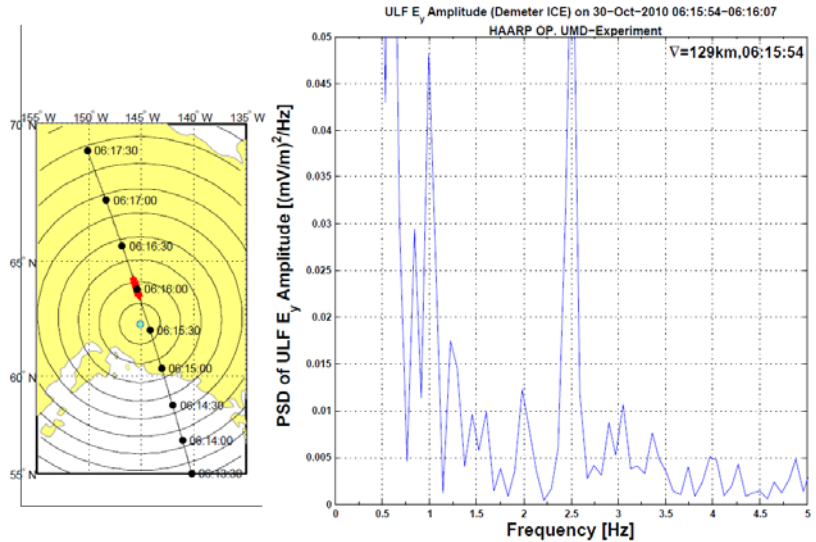 ULF E_y Amplitude (Demeter ICE) on 30-Oct-2010 06:15:54-06:16:07
HAARP OP. UMD-Experiment
∇=129km,06:15:54
155° W 150° W 145° W 140° W 135° W
70° N
65° N
60° N
55° N
06:17:30
06:17:00
06:16:30
06:16:00
06:15:30
06:15:00
06:14:30
06:14:00
06:13:30
PSD of ULF E_y Amplitude [(mV/m)²/Hz]
0.05
0.045
0.04
0.035
0.03
0.025
0.02
0.015
0.01
0.005
0
0 0.5 1 1.5 2 2.5 3 3.5 4 4.5 5
Frequency [Hz]